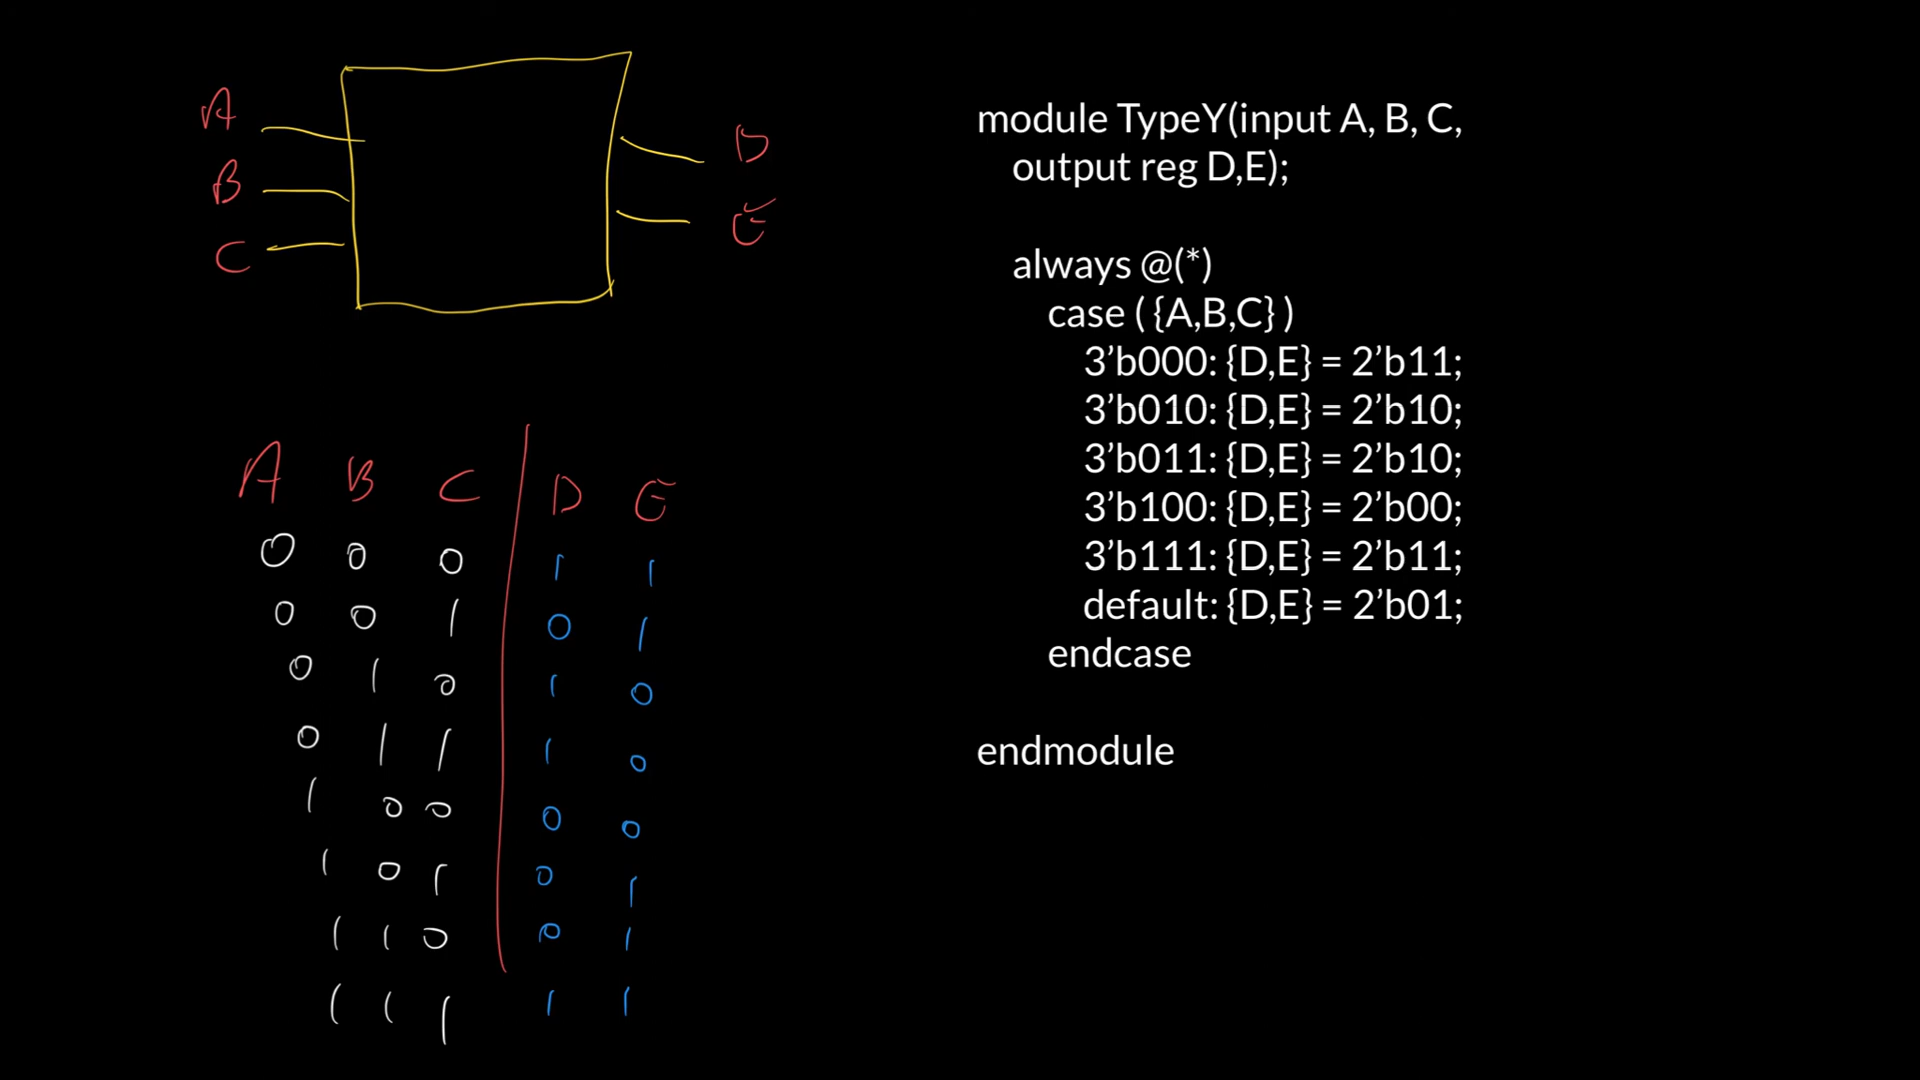 A
B
C
D
E
A B C D E
0 0 0 1 1
0 0 1 0 1
0 1 0 1 0
0 1 1 1 0
1 0 0 0 0
1 0 1 0 1
1 1 0 0 1
1 1 1 1 1
module TypeY(input A, B, C,
output reg D,E);
always @(*)
case ( {A,B,C} )
3’b000: {D,E} = 2’b11;
3’b010: {D,E} = 2’b10;
3’b011: {D,E} = 2’b10;
3’b100: {D,E} = 2’b00;
3’b111: {D,E} = 2’b11;
default: {D,E} = 2’b01;
endcase
endmodule